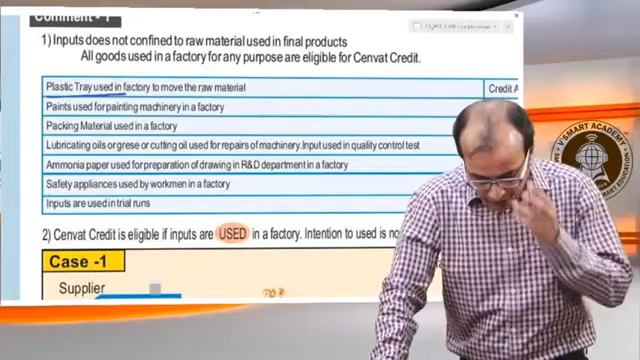 Comment - 1
1) Inputs does not confined to raw material used in final products
All goods used in a factory for any purpose are eligible for Cenvat Credit.
Plastic Tray used in factory to move the raw material
Credit A
Paints used for painting machinery in a factory
Packing Material used in a factory
Lubricating oils or grese or cutting oil used for repairs of machinery.Input used in quality control test
Ammonia paper used for preparation of drawing in R&D department in a factory
Safety appliances used by workmen in a factory
Inputs are used in trial runs
2) Cenvat Credit is eligible if inputs are USED in a factory. Intention to used is no
Case -1
Supplier
V'SMART ACADEMY
SMART EDUCATION